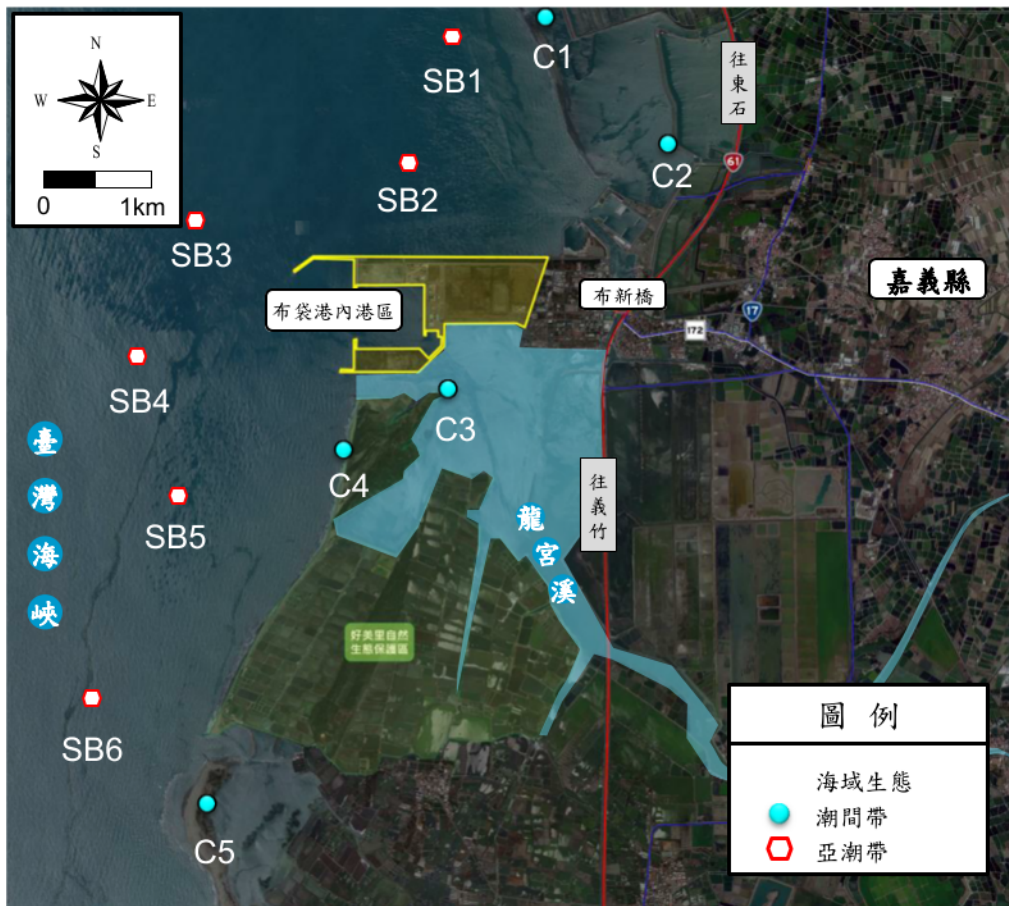 N
W E
S
0 1km
C1
SB1
往東石
C2
61
SB2
SB3
嘉義縣
布袋港內港區
布新橋
17
172
SB4
C3
臺灣海峽
C4
往義竹
SB5
龍宮溪
好美里自然
生態保護區
SB6
C5
圖例
海域生態
潮間帶
亞潮帶